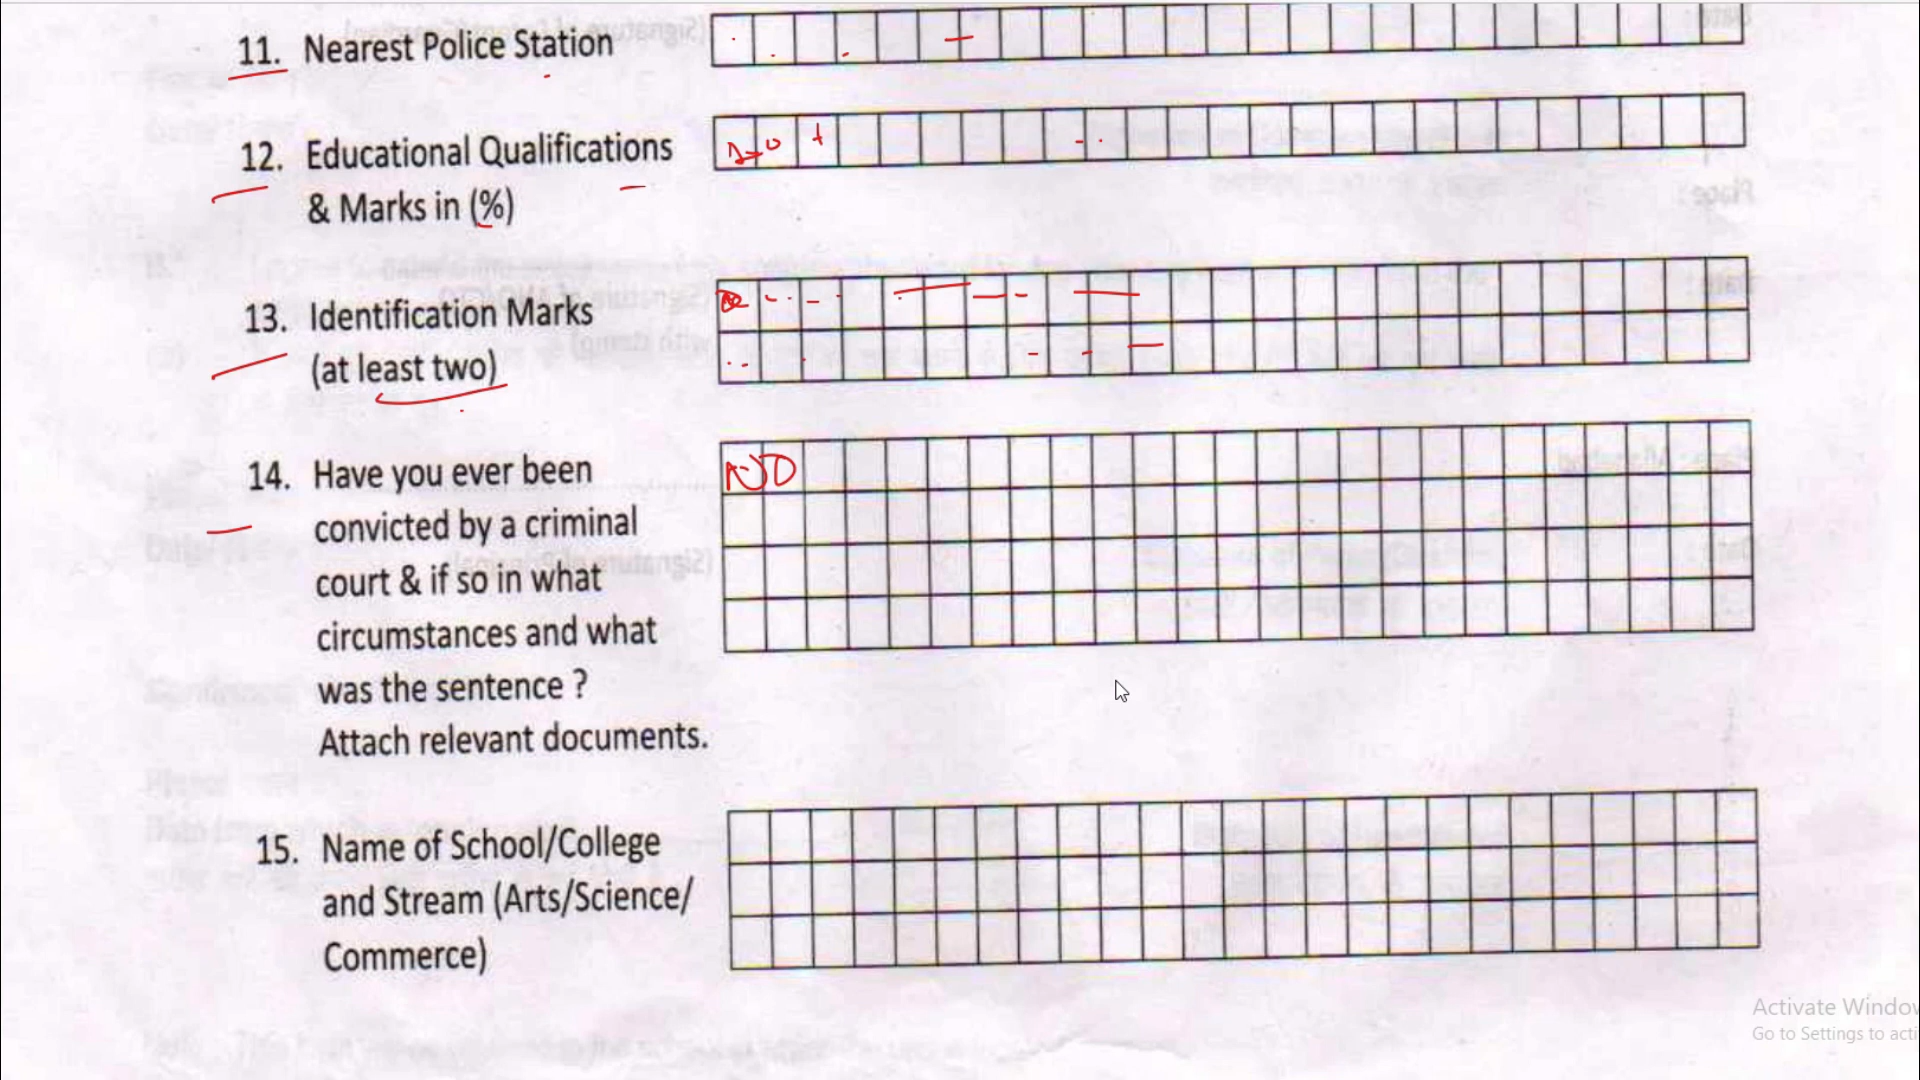 11. Nearest Police Station
12. Educational Qualifications
& Marks in (%)
13. Identification Marks
(at least two)
14. Have you ever been
convicted by a criminal
court & if so in what
circumstances and what
was the sentence ?
Attach relevant documents.
NO
15. Name of School/College
and Stream (Arts/Science/
Commerce)
Activate Window
Go to Settings to acti